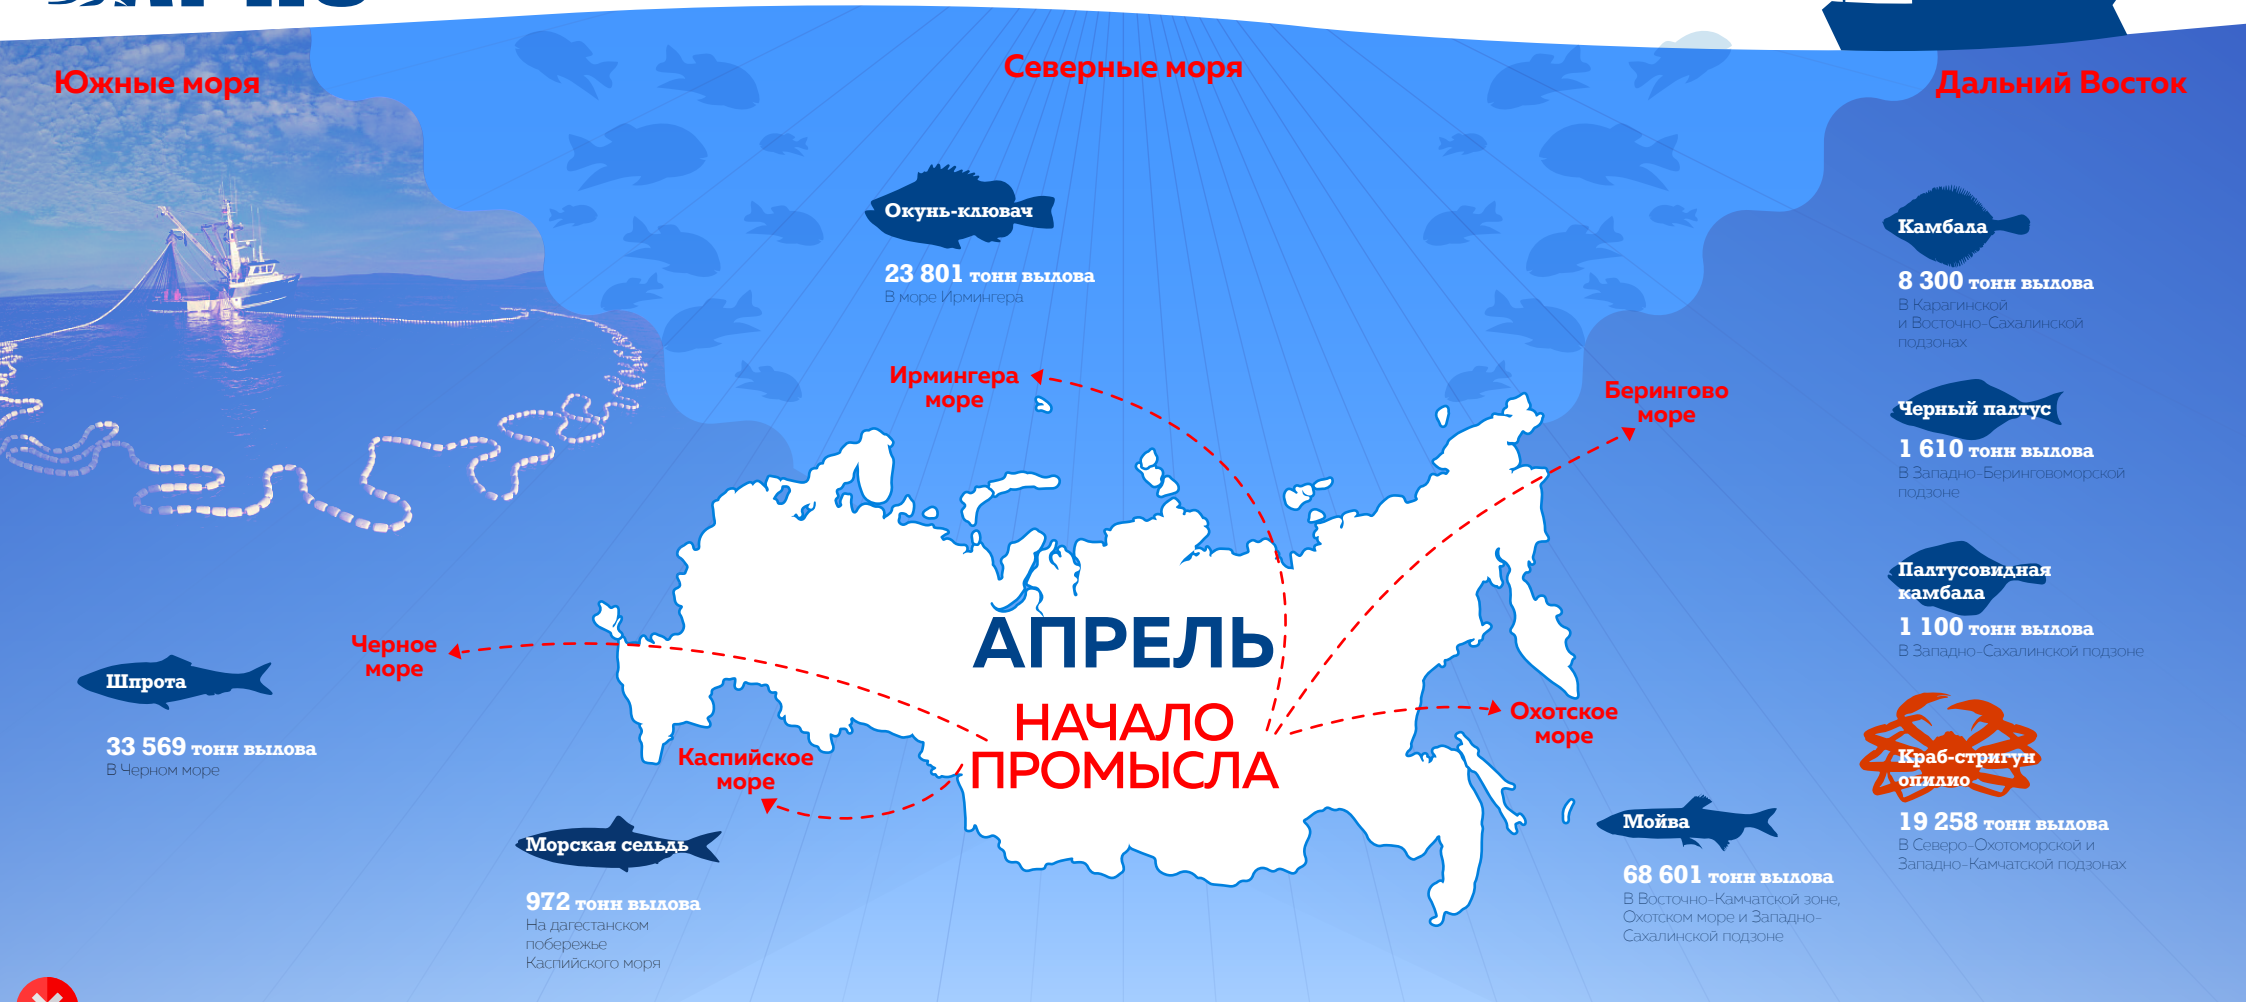 Южные моря
Северные моря
Дальний Восток
Окунь-клювач
23 801 тонн вылова
В море Ирмингера
Камбала
8 300 тонн вылова
В Карагинской
и Восточно-Сахалинской
подзонах
Ирмингера
море
Берингово
море
Черный палтус
1 610 тонн вылова
В Западно-Беринговоморской
подзоне
Палтусовидная
камбала
1 100 тонн вылова
В Западно-Сахалинской подзоне
АПРЕЛЬ
НАЧАЛО
ПРОМЫСЛА
Черное
море
Шпрота
33 569 тонн вылова
В Черном море
Каспийское
море
Охотское
море
Краб-стригун
опилио
19 258 тонн вылова
В Северо-Охотоморской и
Западно-Камчатской подзонах
Морская сельдь
972 тонн вылова
На дагестанском
побережье
Каспийского моря
Мойва
68 601 тонн вылова
В Восточно-Камчатской зоне,
Охотском море и Западно-
Сахалинской подзоне